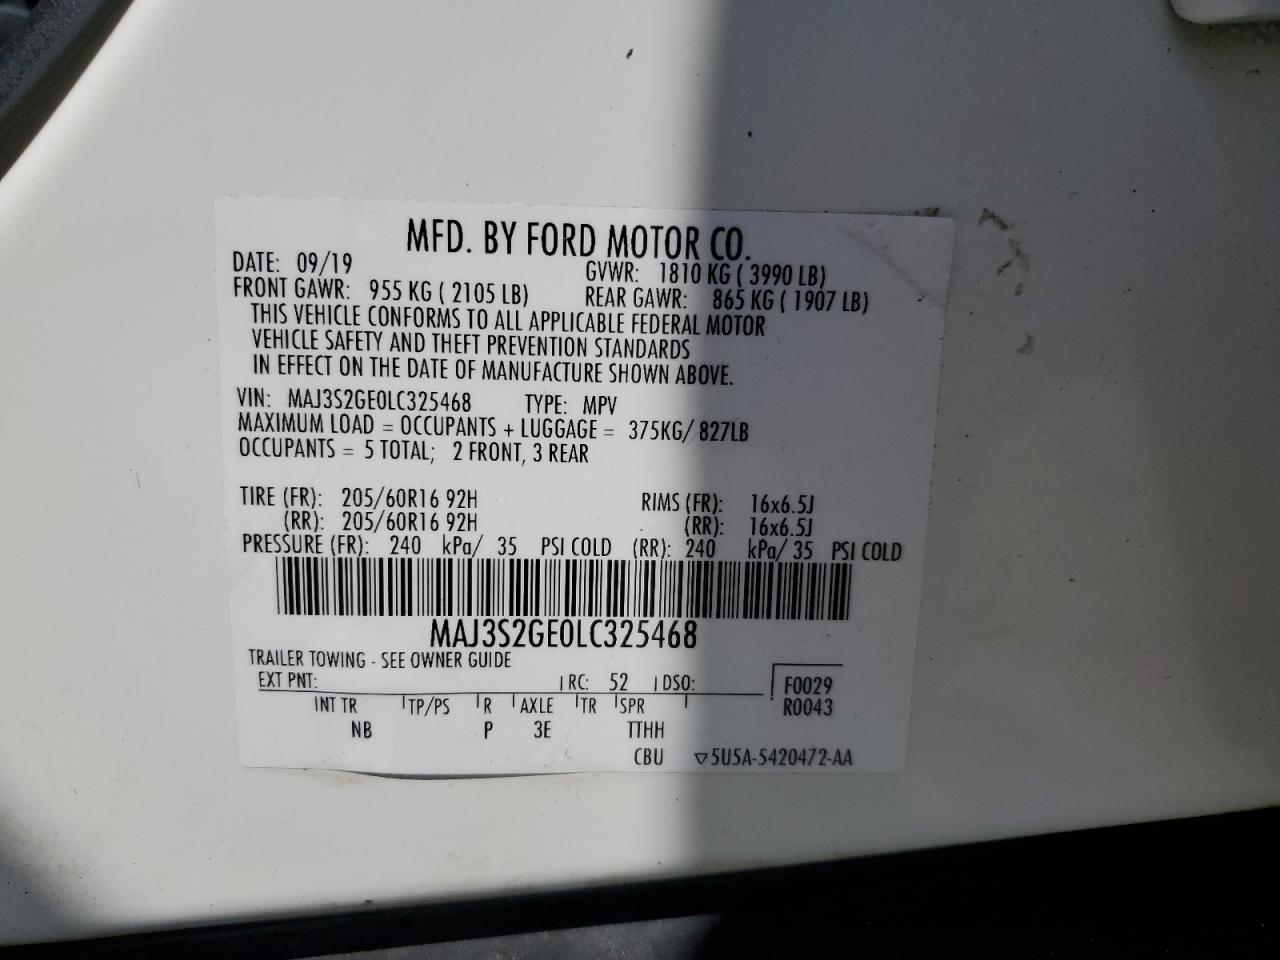 MFD. BY FORD MOTOR CO.
DATE: 09/19 GVWR: 1810 KG ( 3990 LB)
FRONT GAWR: 955 KG ( 2105 LB) REAR GAWR: 865 KG ( 1907 LB)
THIS VEHICLE CONFORMS TO ALL APPLICABLE FEDERAL MOTOR
VEHICLE SAFETY AND THEFT PREVENTION STANDARDS
IN EFFECT ON THE DATE OF MANUFACTURE SHOWN ABOVE.
VIN: MAJ3S2GE0LC325468 TYPE: MPV
MAXIMUM LOAD = OCCUPANTS + LUGGAGE = 375KG/ 827LB
OCCUPANTS = 5 TOTAL; 2 FRONT, 3 REAR
TIRE (FR): 205/60R16 92H RIMS (FR): 16x6.5J
(RR): 205/60R16 92H (RR): 16x6.5J
PRESSURE (FR): 240 kPa/ 35 PSI COLD (RR): 240 kPa/ 35 PSI COLD
MAJ3S2GE0LC325468
TRAILER TOWING - SEE OWNER GUIDE
EXT PNT: RC: 52 DSO: F0029
INT TR TP/PS R AXLE TR SPR R0043
NB P 3E TTHH
CBU ▽5U5A-5420472-AA